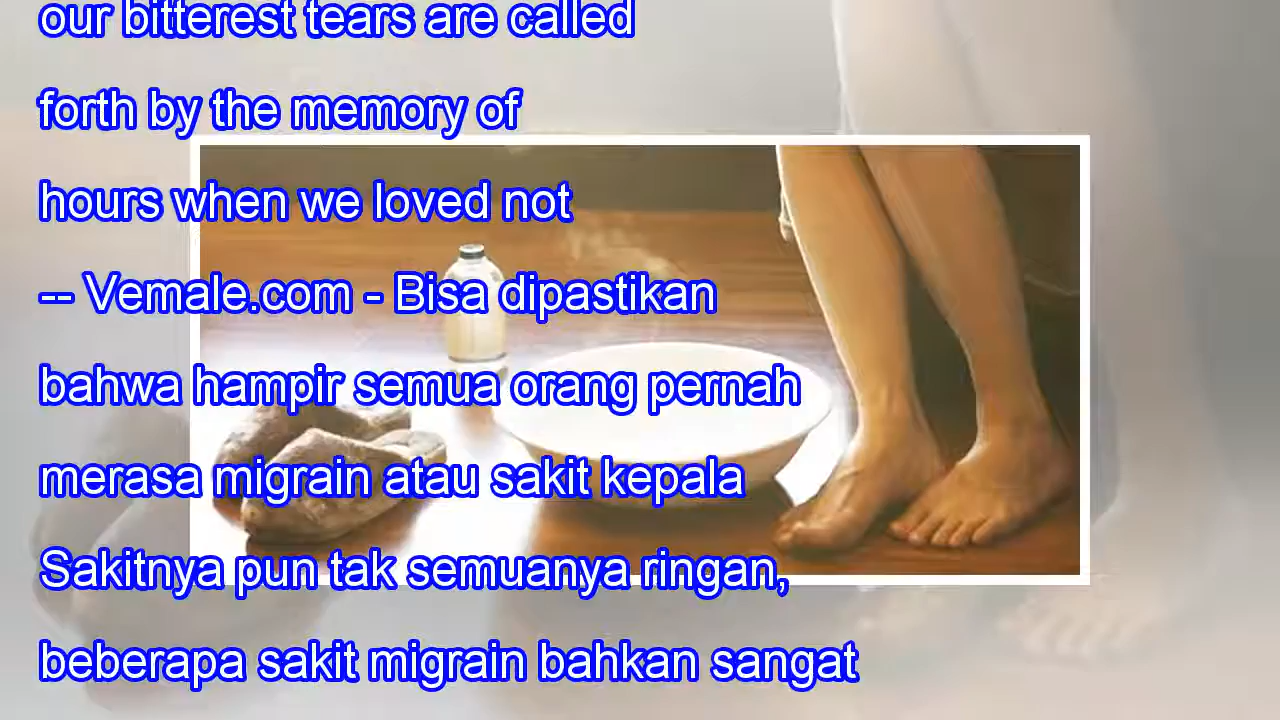 our bitterest tears are called
forth by the memory of
hours when we loved not
-- Vemale.com - Bisa dipastikan
bahwa hampir semua orang pernah
merasa migrain atau sakit kepala
Sakitnya pun tak semuanya ringan,
beberapa sakit migrain bahkan sangat